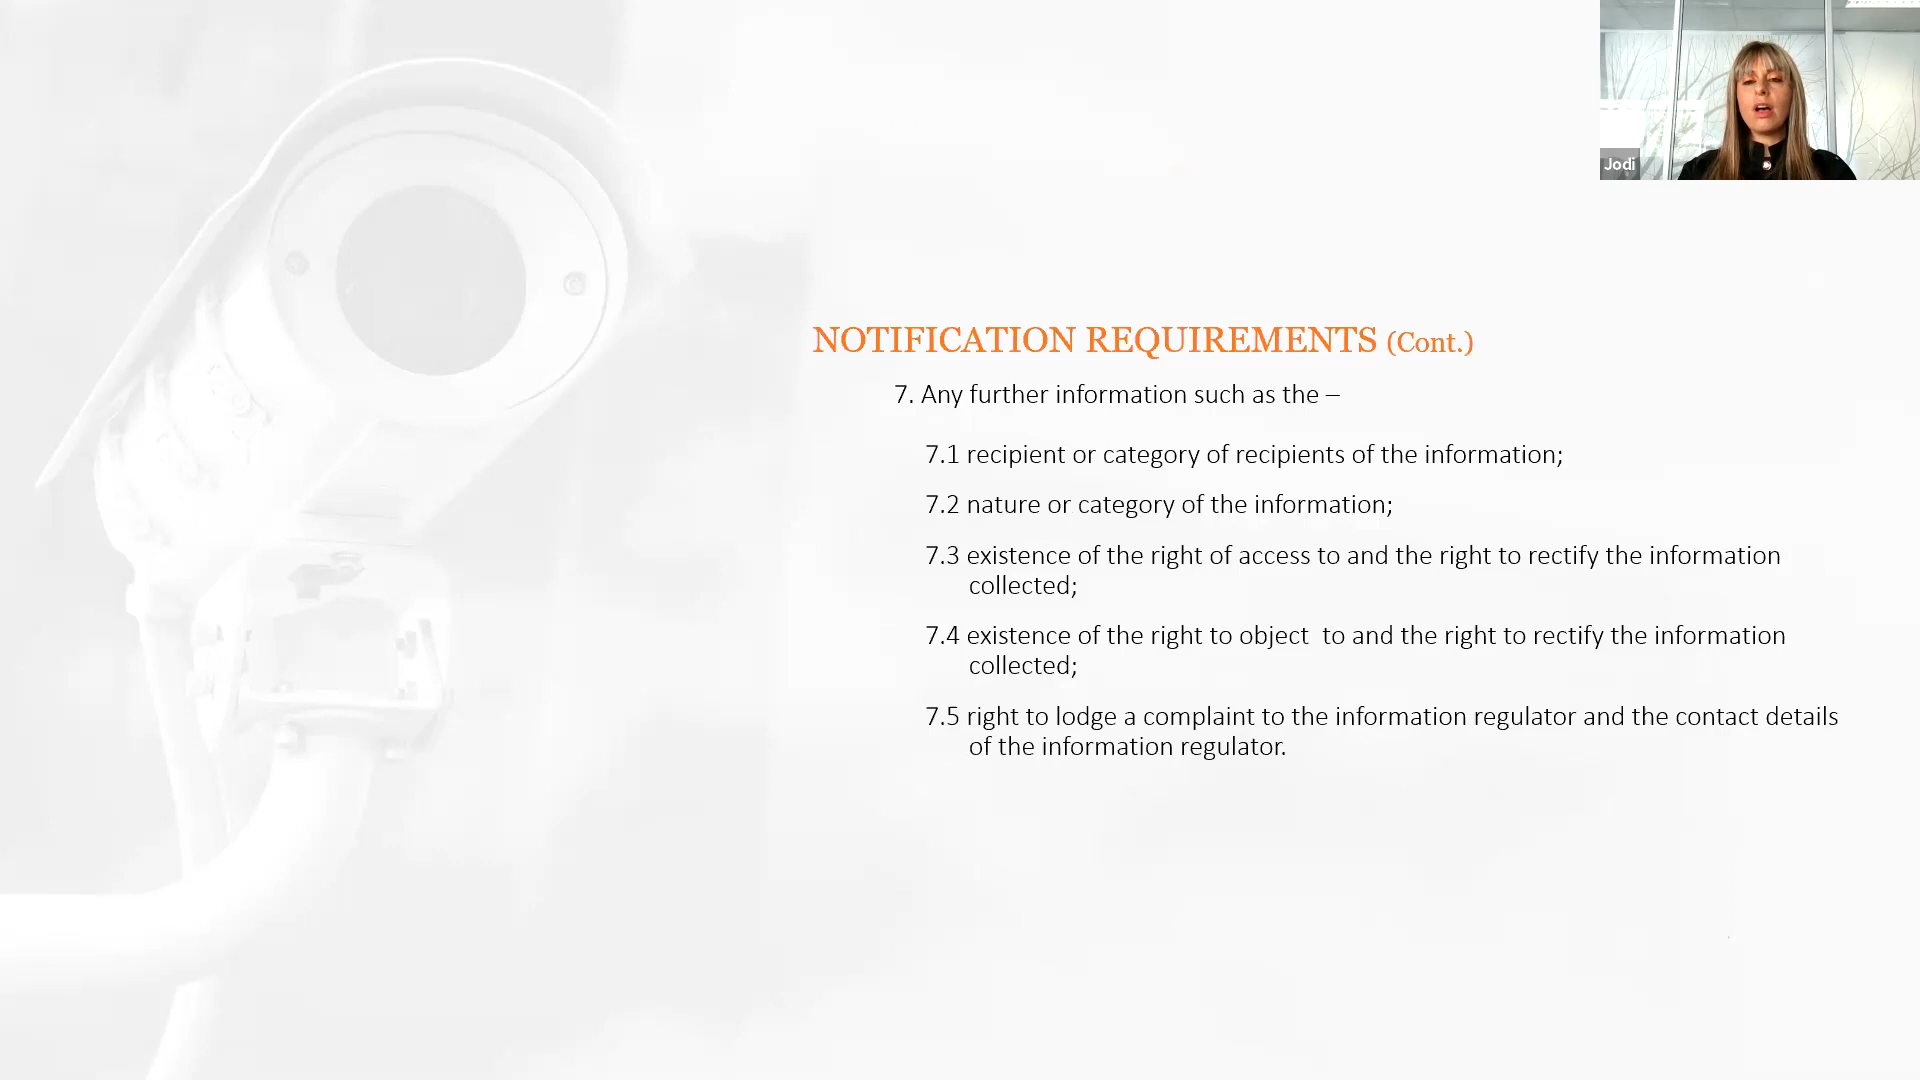 Jodi
NOTIFICATION REQUIREMENTS (Cont.)
7. Any further information such as the –
7.1 recipient or category of recipients of the information;
7.2 nature or category of the information;
7.3 existence of the right of access to and the right to rectify the information
collected;
7.4 existence of the right to object  to and the right to rectify the information
collected;
7.5 right to lodge a complaint to the information regulator and the contact details
of the information regulator.